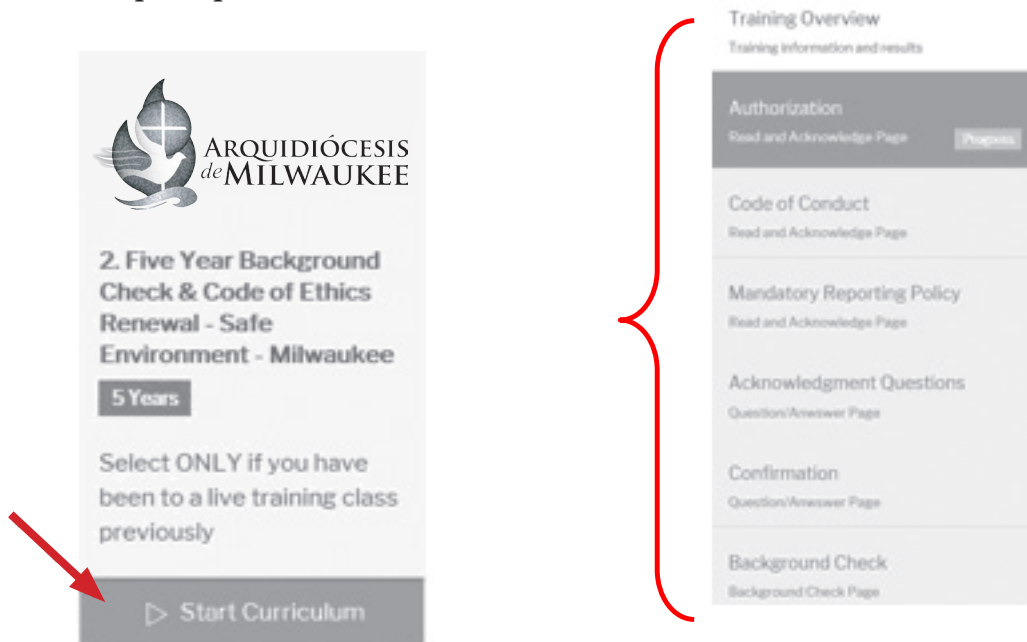 ARQUIDIÓCESIS
de MILWAUKEE
2. Five Year Background
Check & Code of Ethics
Renewal - Safe
Environment - Milwaukee
5 Years
Select ONLY if you have
been to a live training class
previously
Start Curriculum
Training Overview
Training information and results
Authorization
Read and Acknowledge Page
Progress
Code of Conduct
Read and Acknowledge Page
Mandatory Reporting Policy
Read and Acknowledge Page
Acknowledgment Questions
Question/Anwswer Page
Confirmation
Question/Anwswer Page
Background Check
Background Check Page